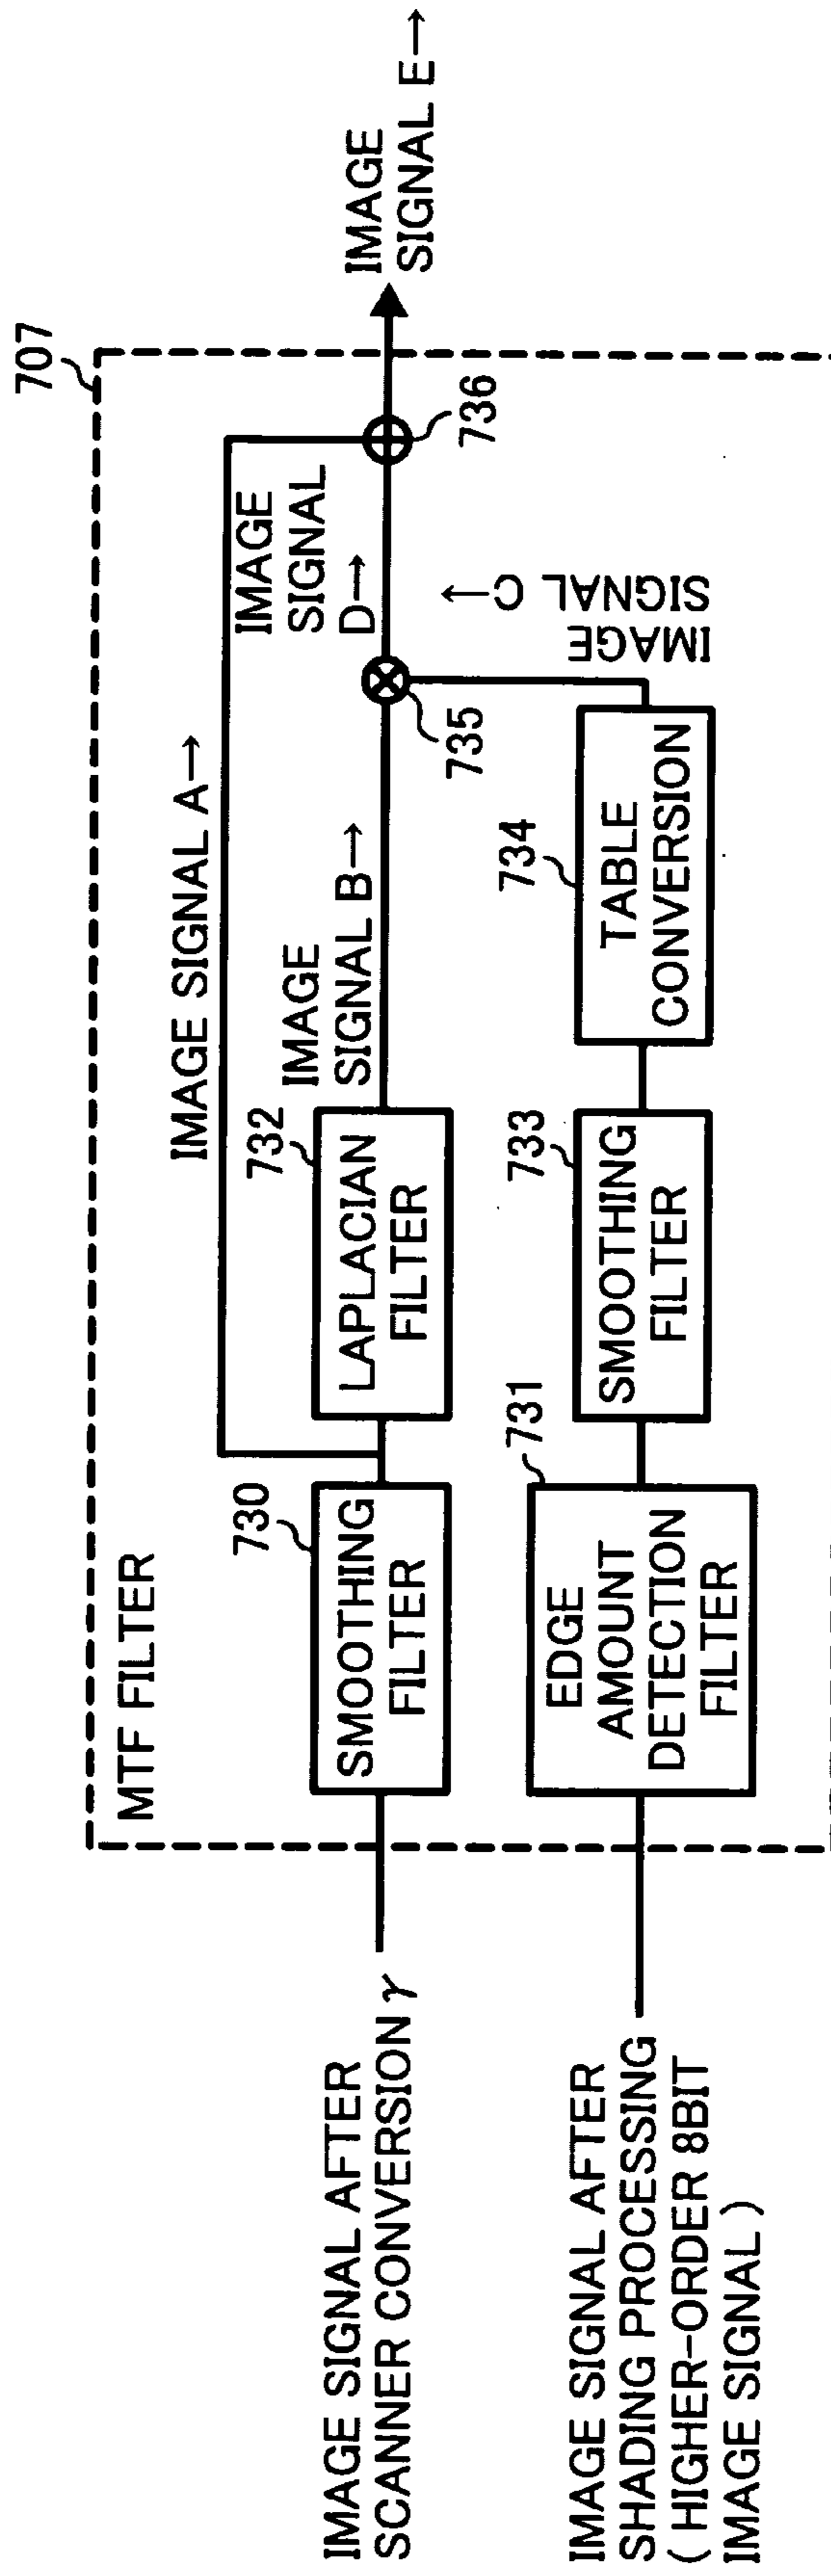 707
MTF FILTER
IMAGE SIGNAL A→
IMAGE SIGNAL AFTER
SCANNER CONVERSION γ
730
SMOOTHING
FILTER
732
LAPLACIAN
FILTER
IMAGE
SIGNAL B→
735
IMAGE
SIGNAL
D→
736
IMAGE
SIGNAL E→
IMAGE SIGNAL AFTER
SHADING PROCESSING
( HIGHER-ORDER 8BIT
IMAGE SIGNAL )
731
EDGE
AMOUNT
DETECTION
FILTER
733
SMOOTHING
FILTER
734
TABLE
CONVERSION
IMAGE
SIGNAL C→